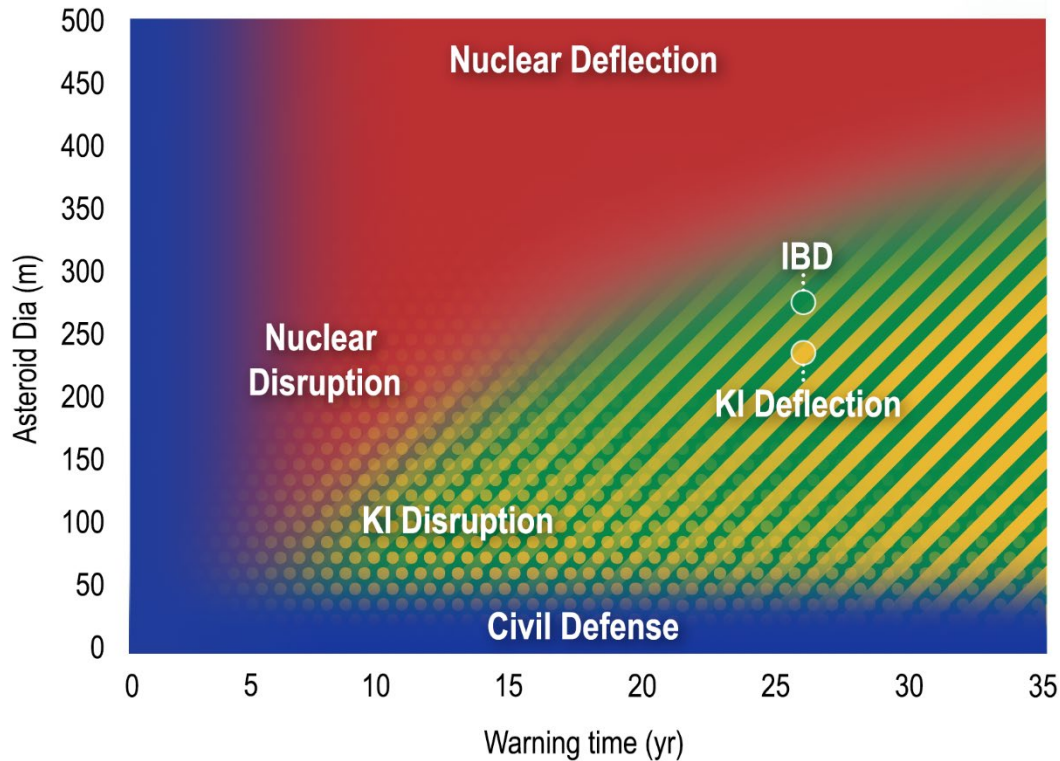 500
450
400
350
300
250
200
150
100
50
0
Asteroid Dia (m)
Nuclear Deflection
IBD
Nuclear
Disruption
KI Deflection
KI Disruption
Civil Defense
0 5 10 15 20 25 30 35
Warning time (yr)